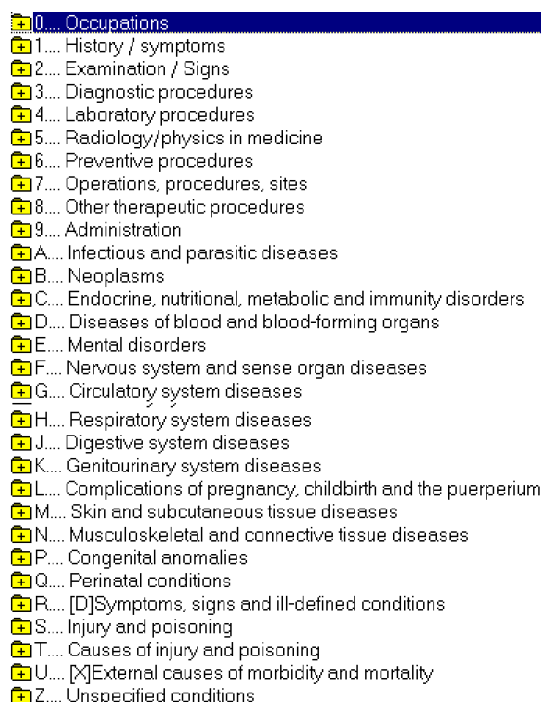 0.... Occupations
1.... History / symptoms
2.... Examination / Signs
3.... Diagnostic procedures
4.... Laboratory procedures
5.... Radiology/physics in medicine
6.... Preventive procedures
7.... Operations, procedures, sites
8.... Other therapeutic procedures
9.... Administration
A.... Infectious and parasitic diseases
B.... Neoplasms
C.... Endocrine, nutritional, metabolic and immunity disorders
D.... Diseases of blood and blood-forming organs
E.... Mental disorders
F.... Nervous system and sense organ diseases
G.... Circulatory system diseases
H.... Respiratory system diseases
J.... Digestive system diseases
K.... Genitourinary system diseases
L.... Complications of pregnancy, childbirth and the puerperium
M.... Skin and subcutaneous tissue diseases
N.... Musculoskeletal and connective tissue diseases
P.... Congenital anomalies
Q.... Perinatal conditions
R.... [D]Symptoms, signs and ill-defined conditions
S.... Injury and poisoning
T.... Causes of injury and poisoning
U.... [X]External causes of morbidity and mortality
Z.... Unspecified conditions